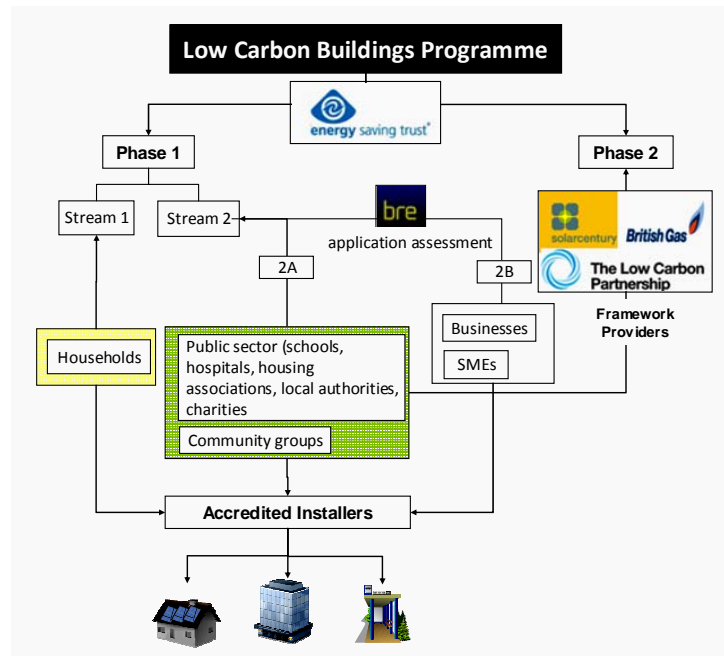 Low Carbon Buildings Programme
energy saving trust®
Phase 1
Phase 2
Stream 1
Stream 2
bre
application assessment
solarcentury
British Gas
The Low Carbon
Partnership
2A
2B
Framework
Providers
Households
Public sector (schools,
hospitals, housing
associations, local authorities,
charities
Community groups
Businesses
SMEs
Accredited Installers